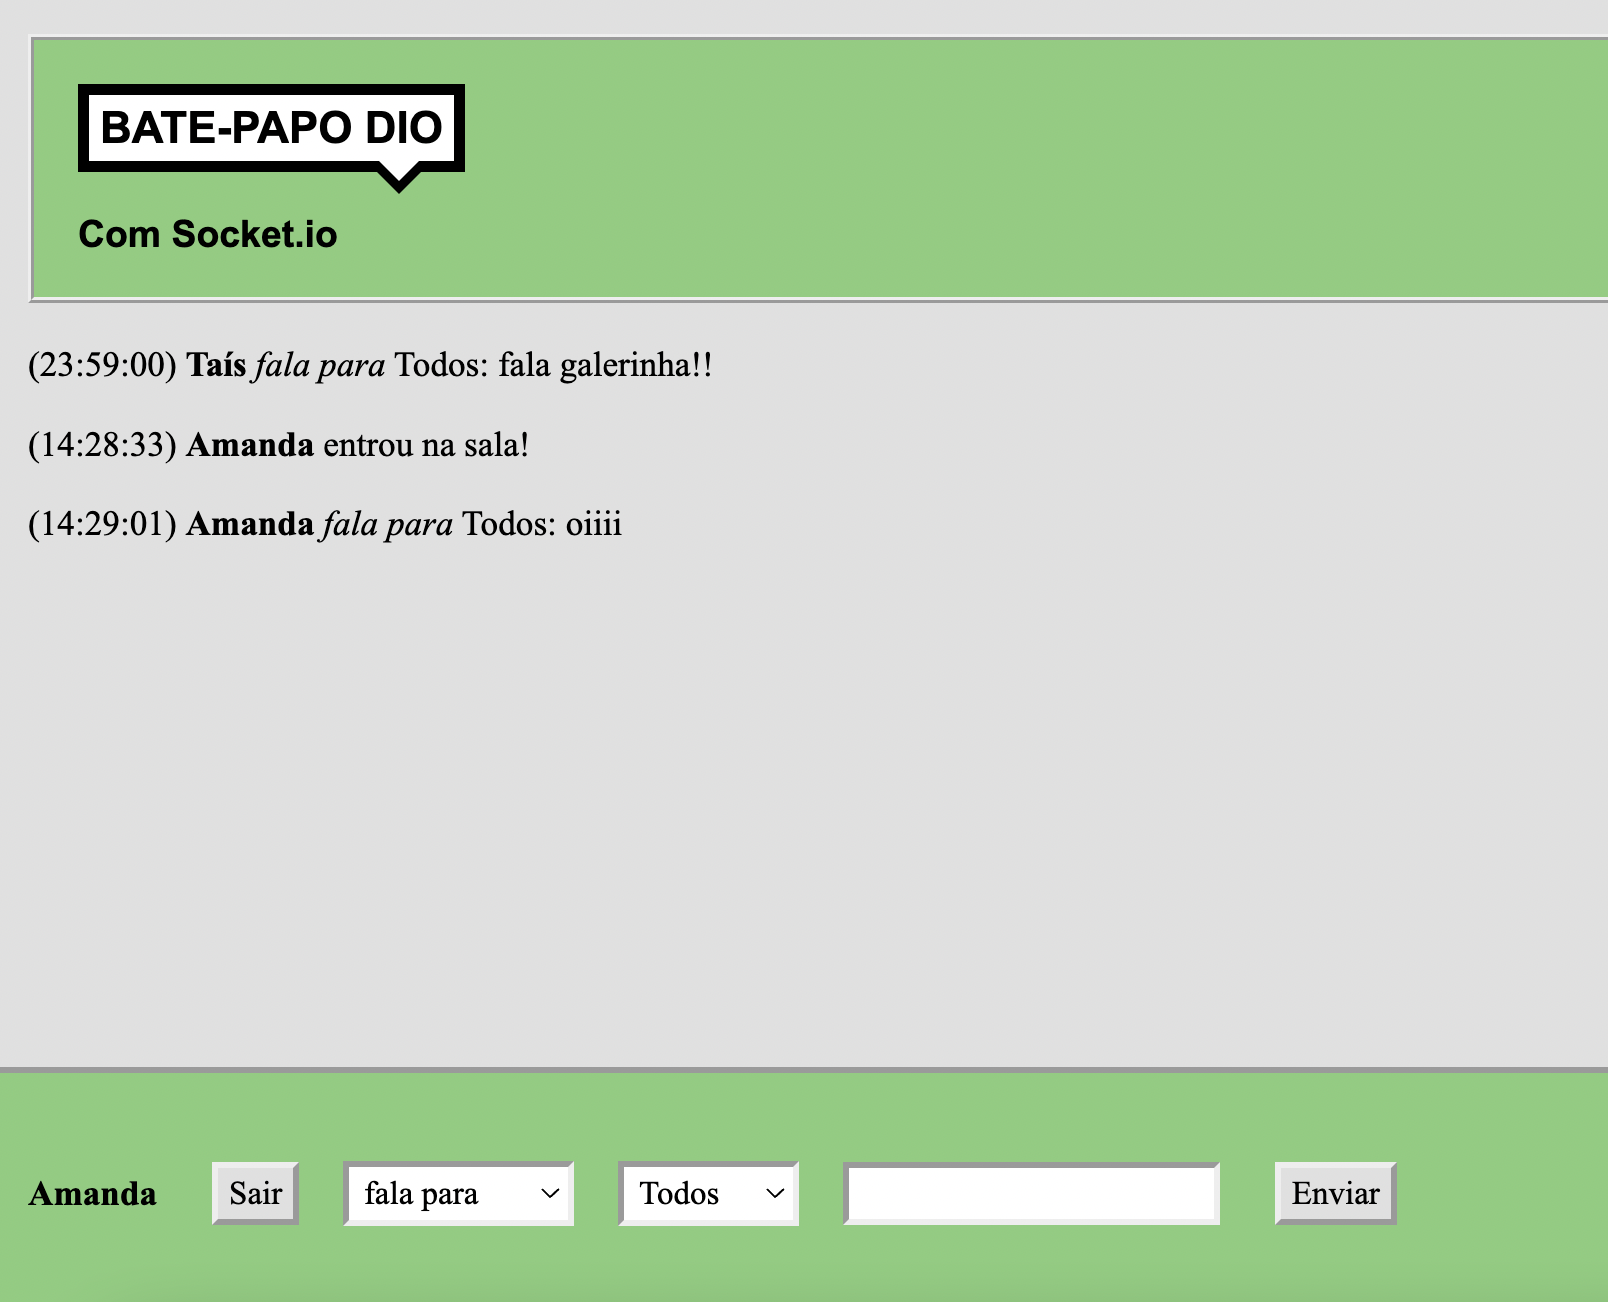 BATE-PAPO DIO
Com Socket.io
(23:59:00) Taís fala para Todos: fala galerinha!!
(14:28:33) Amanda entrou na sala!
(14:29:01) Amanda fala para Todos: oiiii
Amanda Sair fala para Todos Enviar